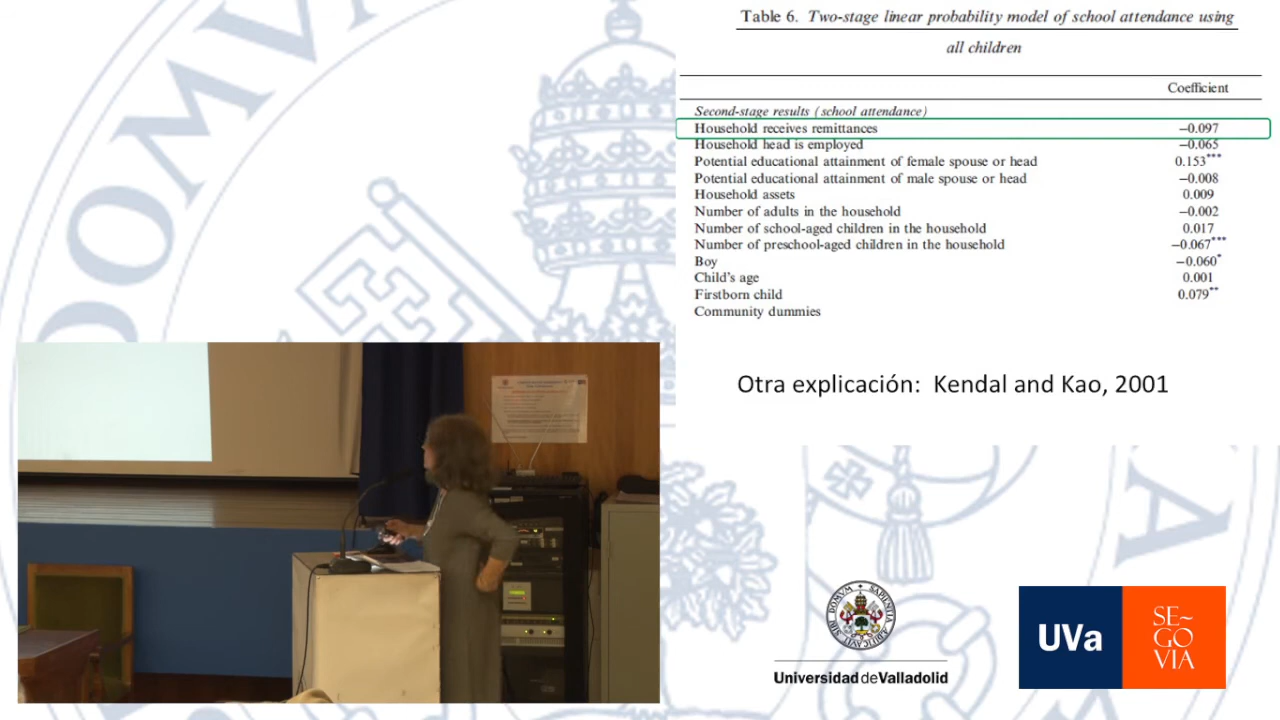 Table 6. Two-stage linear probability model of school attendance using
all children
Coefficient
Second-stage results (school attendance)
Household receives remittances −0.097
Household head is employed −0.065
Potential educational attainment of female spouse or head 0.153***
Potential educational attainment of male spouse or head −0.008
Household assets 0.009
Number of adults in the household −0.002
Number of school-aged children in the household 0.017
Number of preschool-aged children in the household −0.067***
Boy −0.060*
Child's age 0.001
Firstborn child 0.079**
Community dummies
Otra explicación: Kendal and Kao, 2001
DOMV
A
Universidad de Valladolid
UVa
SE~
GO
VIA